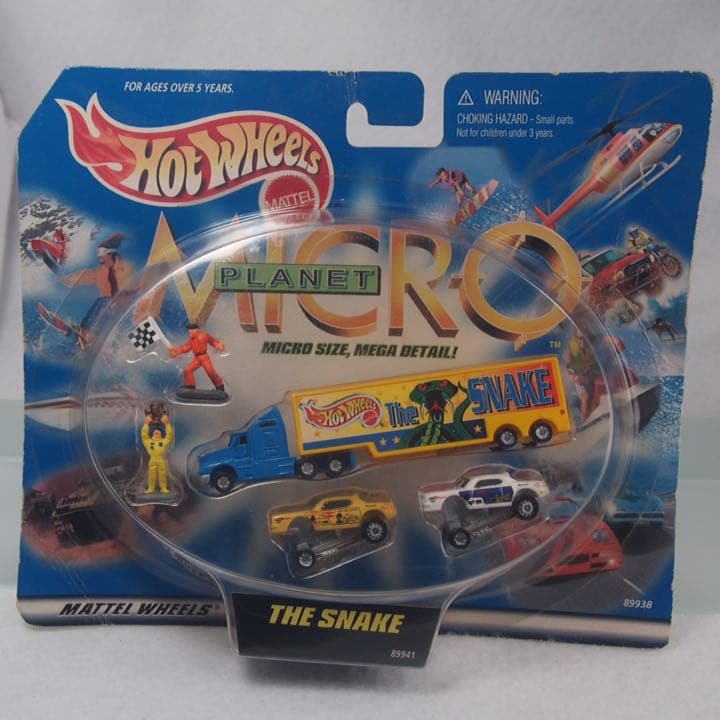 FOR AGES OVER 5 YEARS.
⚠ WARNING:
CHOKING HAZARD - Small parts.
Not for children under 3 years.
HOT WHEELS
MATTEL
MICRO
PLANET
TM
MICRO SIZE, MEGA DETAIL!
HOT WHEELS
The SNAKE
MATTEL WHEELS
89938
THE SNAKE
89941